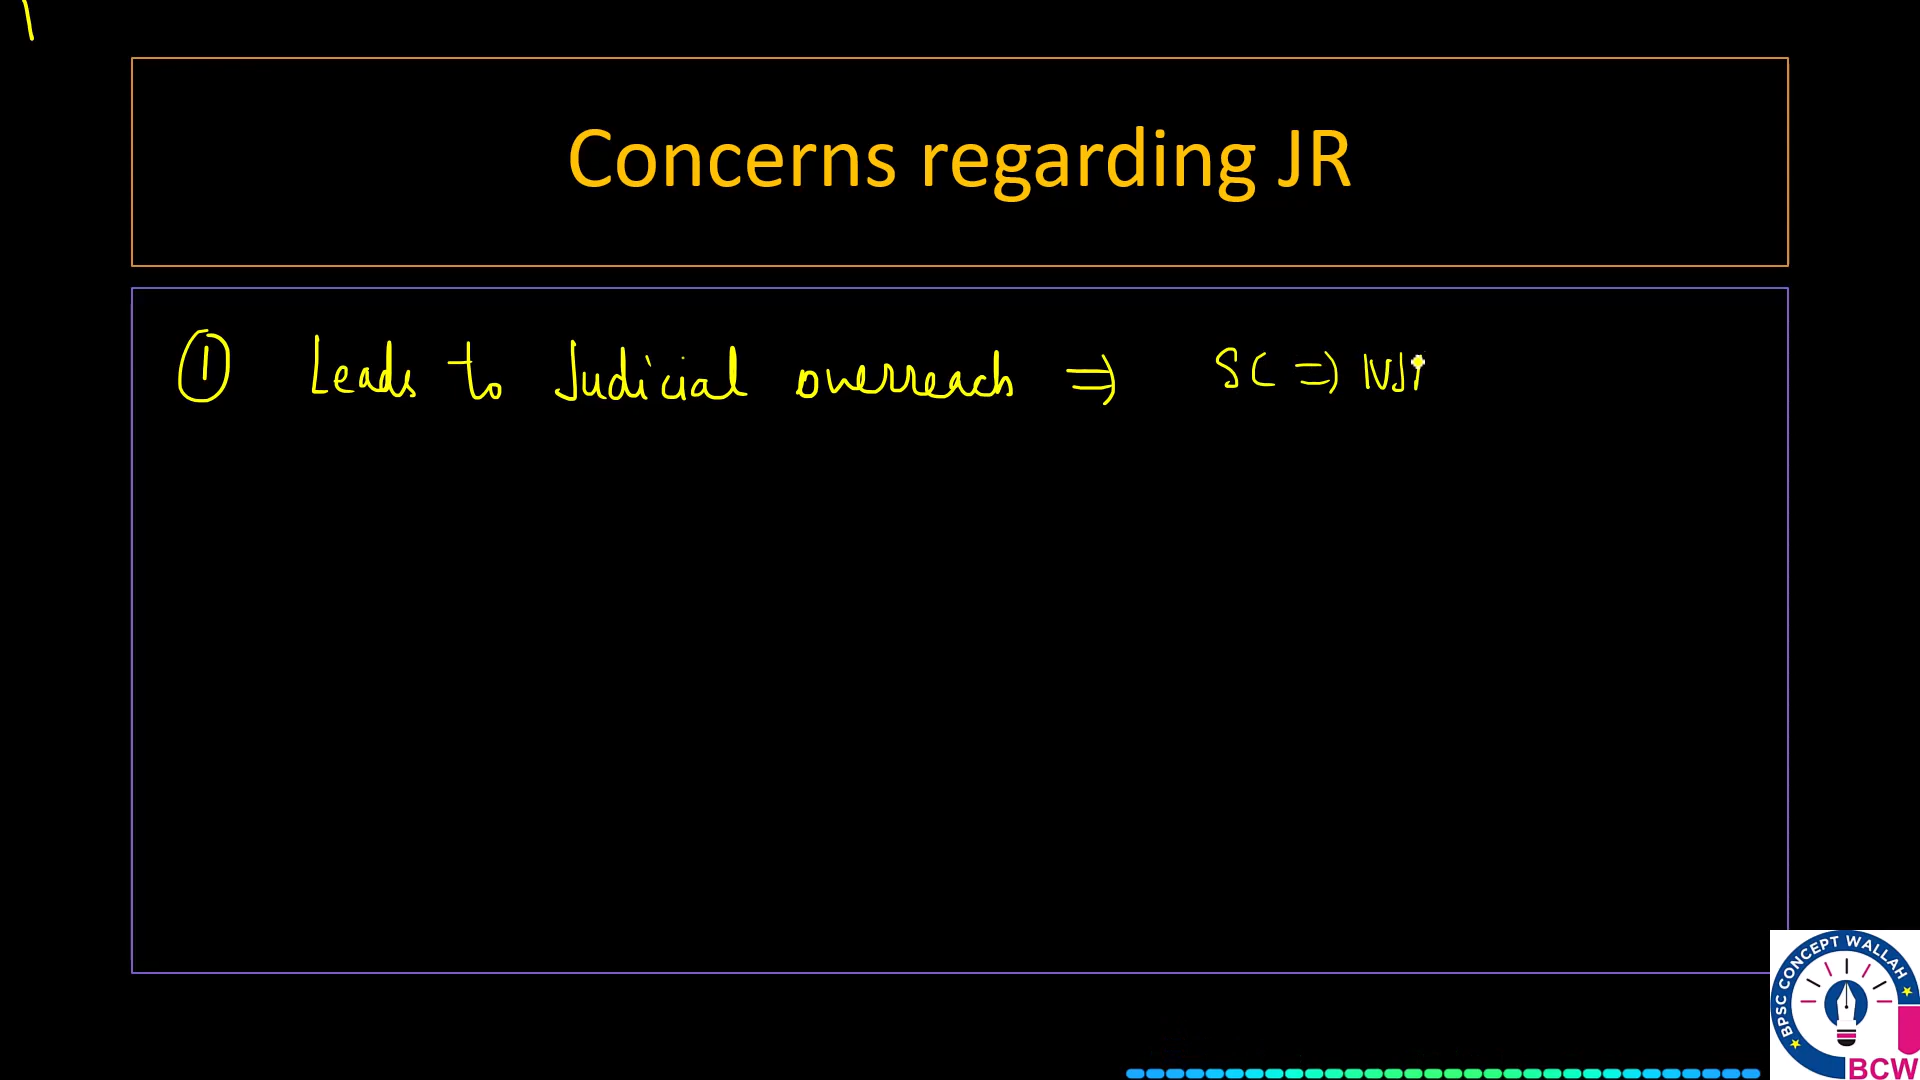 Concerns regarding JR
① Leads to Judicial overreach ⇒ SC ⇒ NJ
BPSC CONCEPT WALLAH
BCW